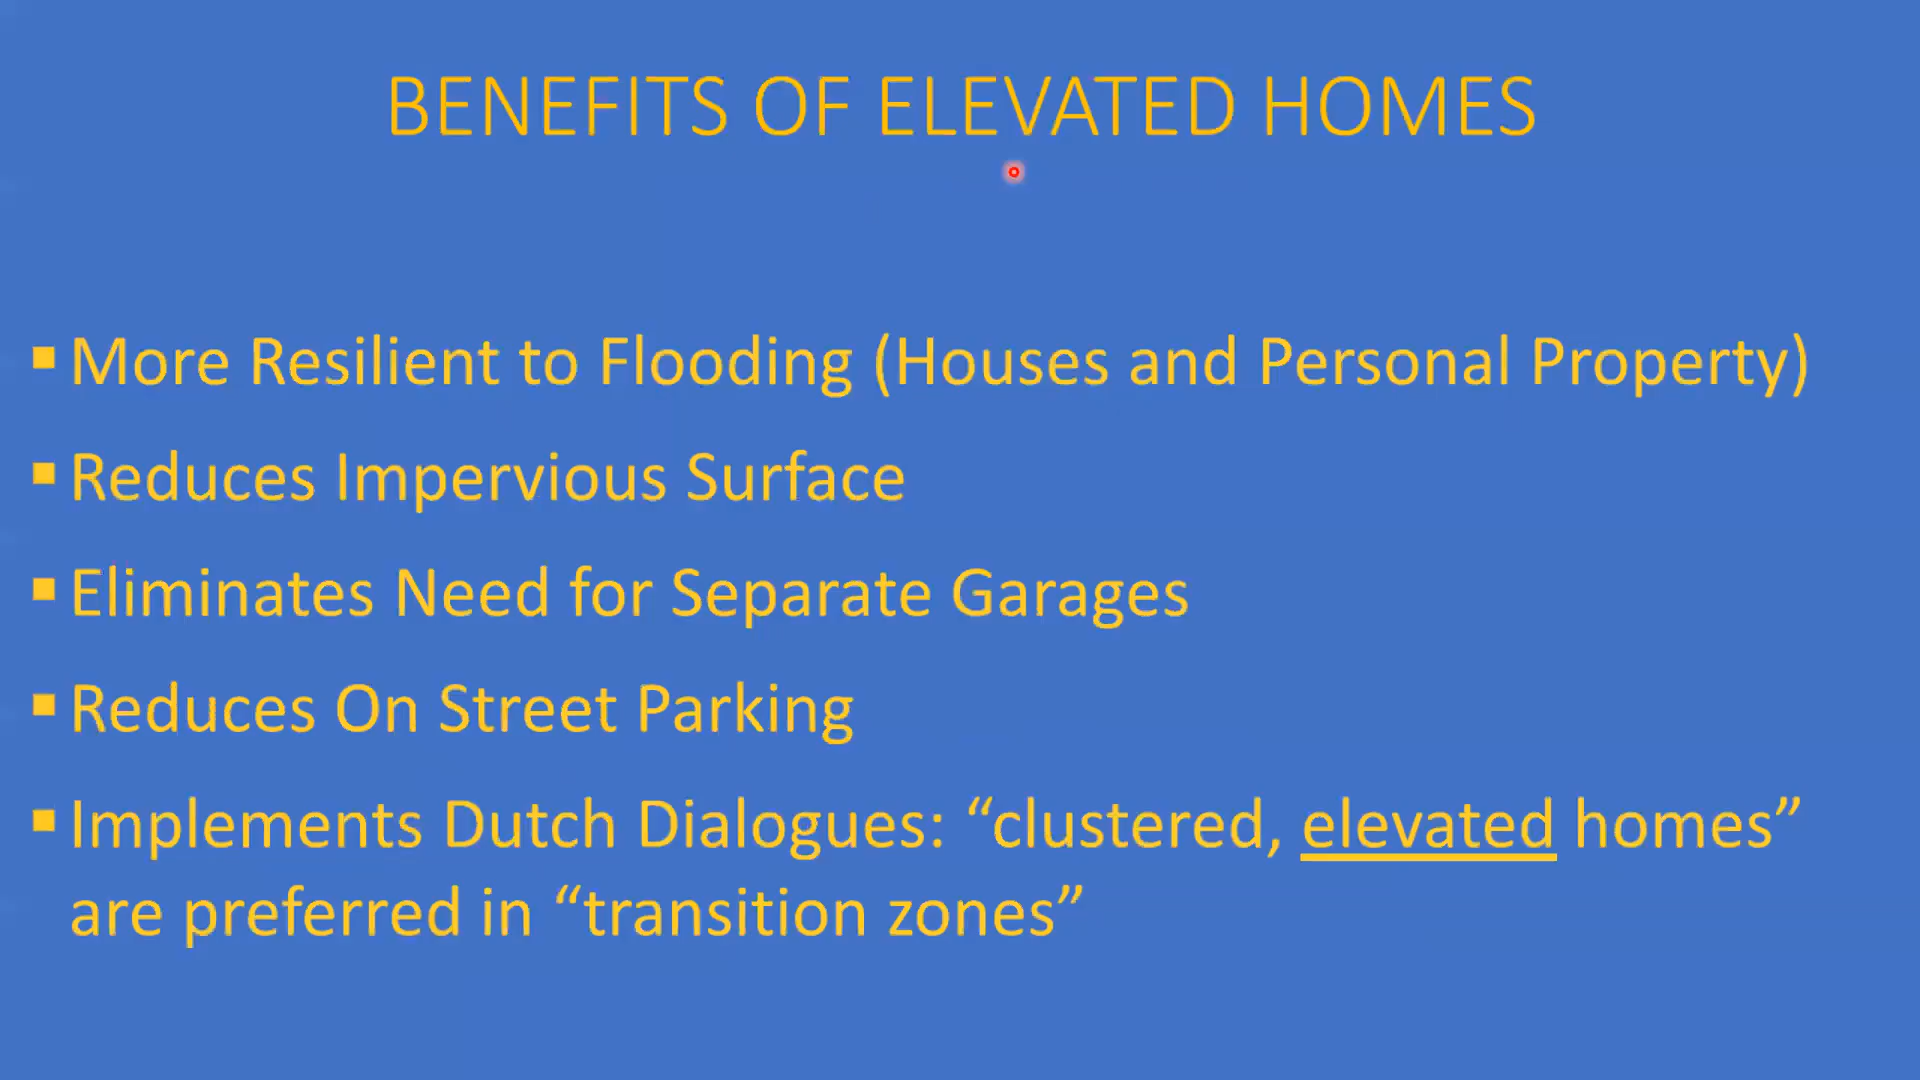 BENEFITS OF ELEVATED HOMES
▪ More Resilient to Flooding (Houses and Personal Property)
▪ Reduces Impervious Surface
▪ Eliminates Need for Separate Garages
▪ Reduces On Street Parking
▪ Implements Dutch Dialogues: “clustered, elevated homes”
are preferred in “transition zones”